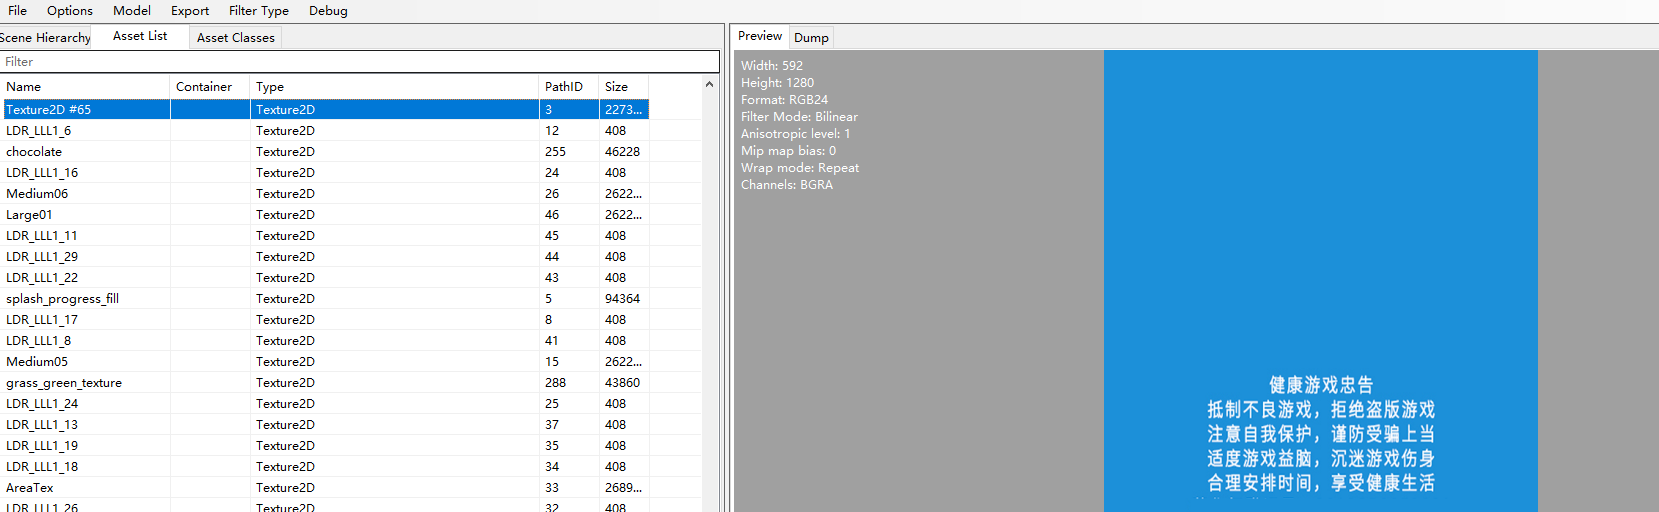 File Options Model Export Filter Type Debug
Scene Hierarchy Asset List Asset Classes
Filter
Name Container Type PathID Size
Texture2D #65 Texture2D 3 2273...
LDR_LLL1_6 Texture2D 12 408
chocolate Texture2D 255 46228
LDR_LLL1_16 Texture2D 24 408
Medium06 Texture2D 26 2622...
Large01 Texture2D 46 2622...
LDR_LLL1_11 Texture2D 45 408
LDR_LLL1_29 Texture2D 44 408
LDR_LLL1_22 Texture2D 43 408
splash_progress_fill Texture2D 5 94364
LDR_LLL1_17 Texture2D 8 408
LDR_LLL1_8 Texture2D 41 408
Medium05 Texture2D 15 2622...
grass_green_texture Texture2D 288 43860
LDR_LLL1_24 Texture2D 25 408
LDR_LLL1_13 Texture2D 37 408
LDR_LLL1_19 Texture2D 35 408
LDR_LLL1_18 Texture2D 34 408
AreaTex Texture2D 33 2689...
LDR_LLL1_26 Texture2D 32 408
Preview Dump
Width: 592
Height: 1280
Format: RGB24
Filter Mode: Bilinear
Anisotropic level: 1
Mip map bias: 0
Wrap mode: Repeat
Channels: BGRA
健康游戏忠告
抵制不良游戏，拒绝盗版游戏
注意自我保护，谨防受骗上当
适度游戏益脑，沉迷游戏伤身
合理安排时间，享受健康生活